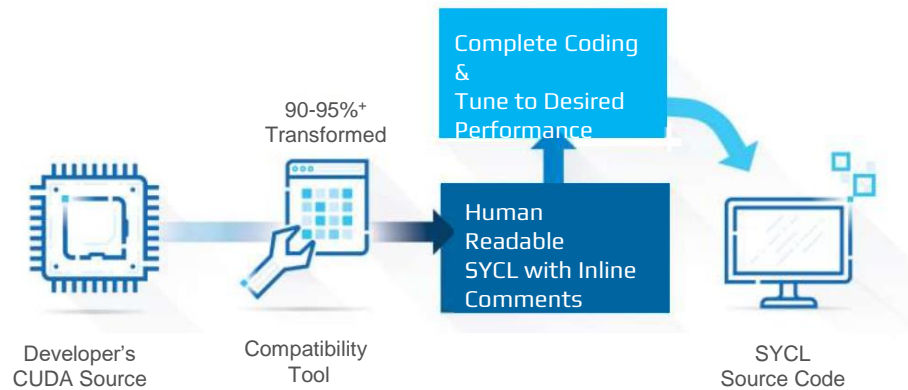 Complete Coding
&
Tune to Desired
Performance
90-95%⁺
Transformed
Human
Readable
SYCL with Inline
Comments
Developer’s
CUDA Source
Compatibility
Tool
SYCL
Source Code